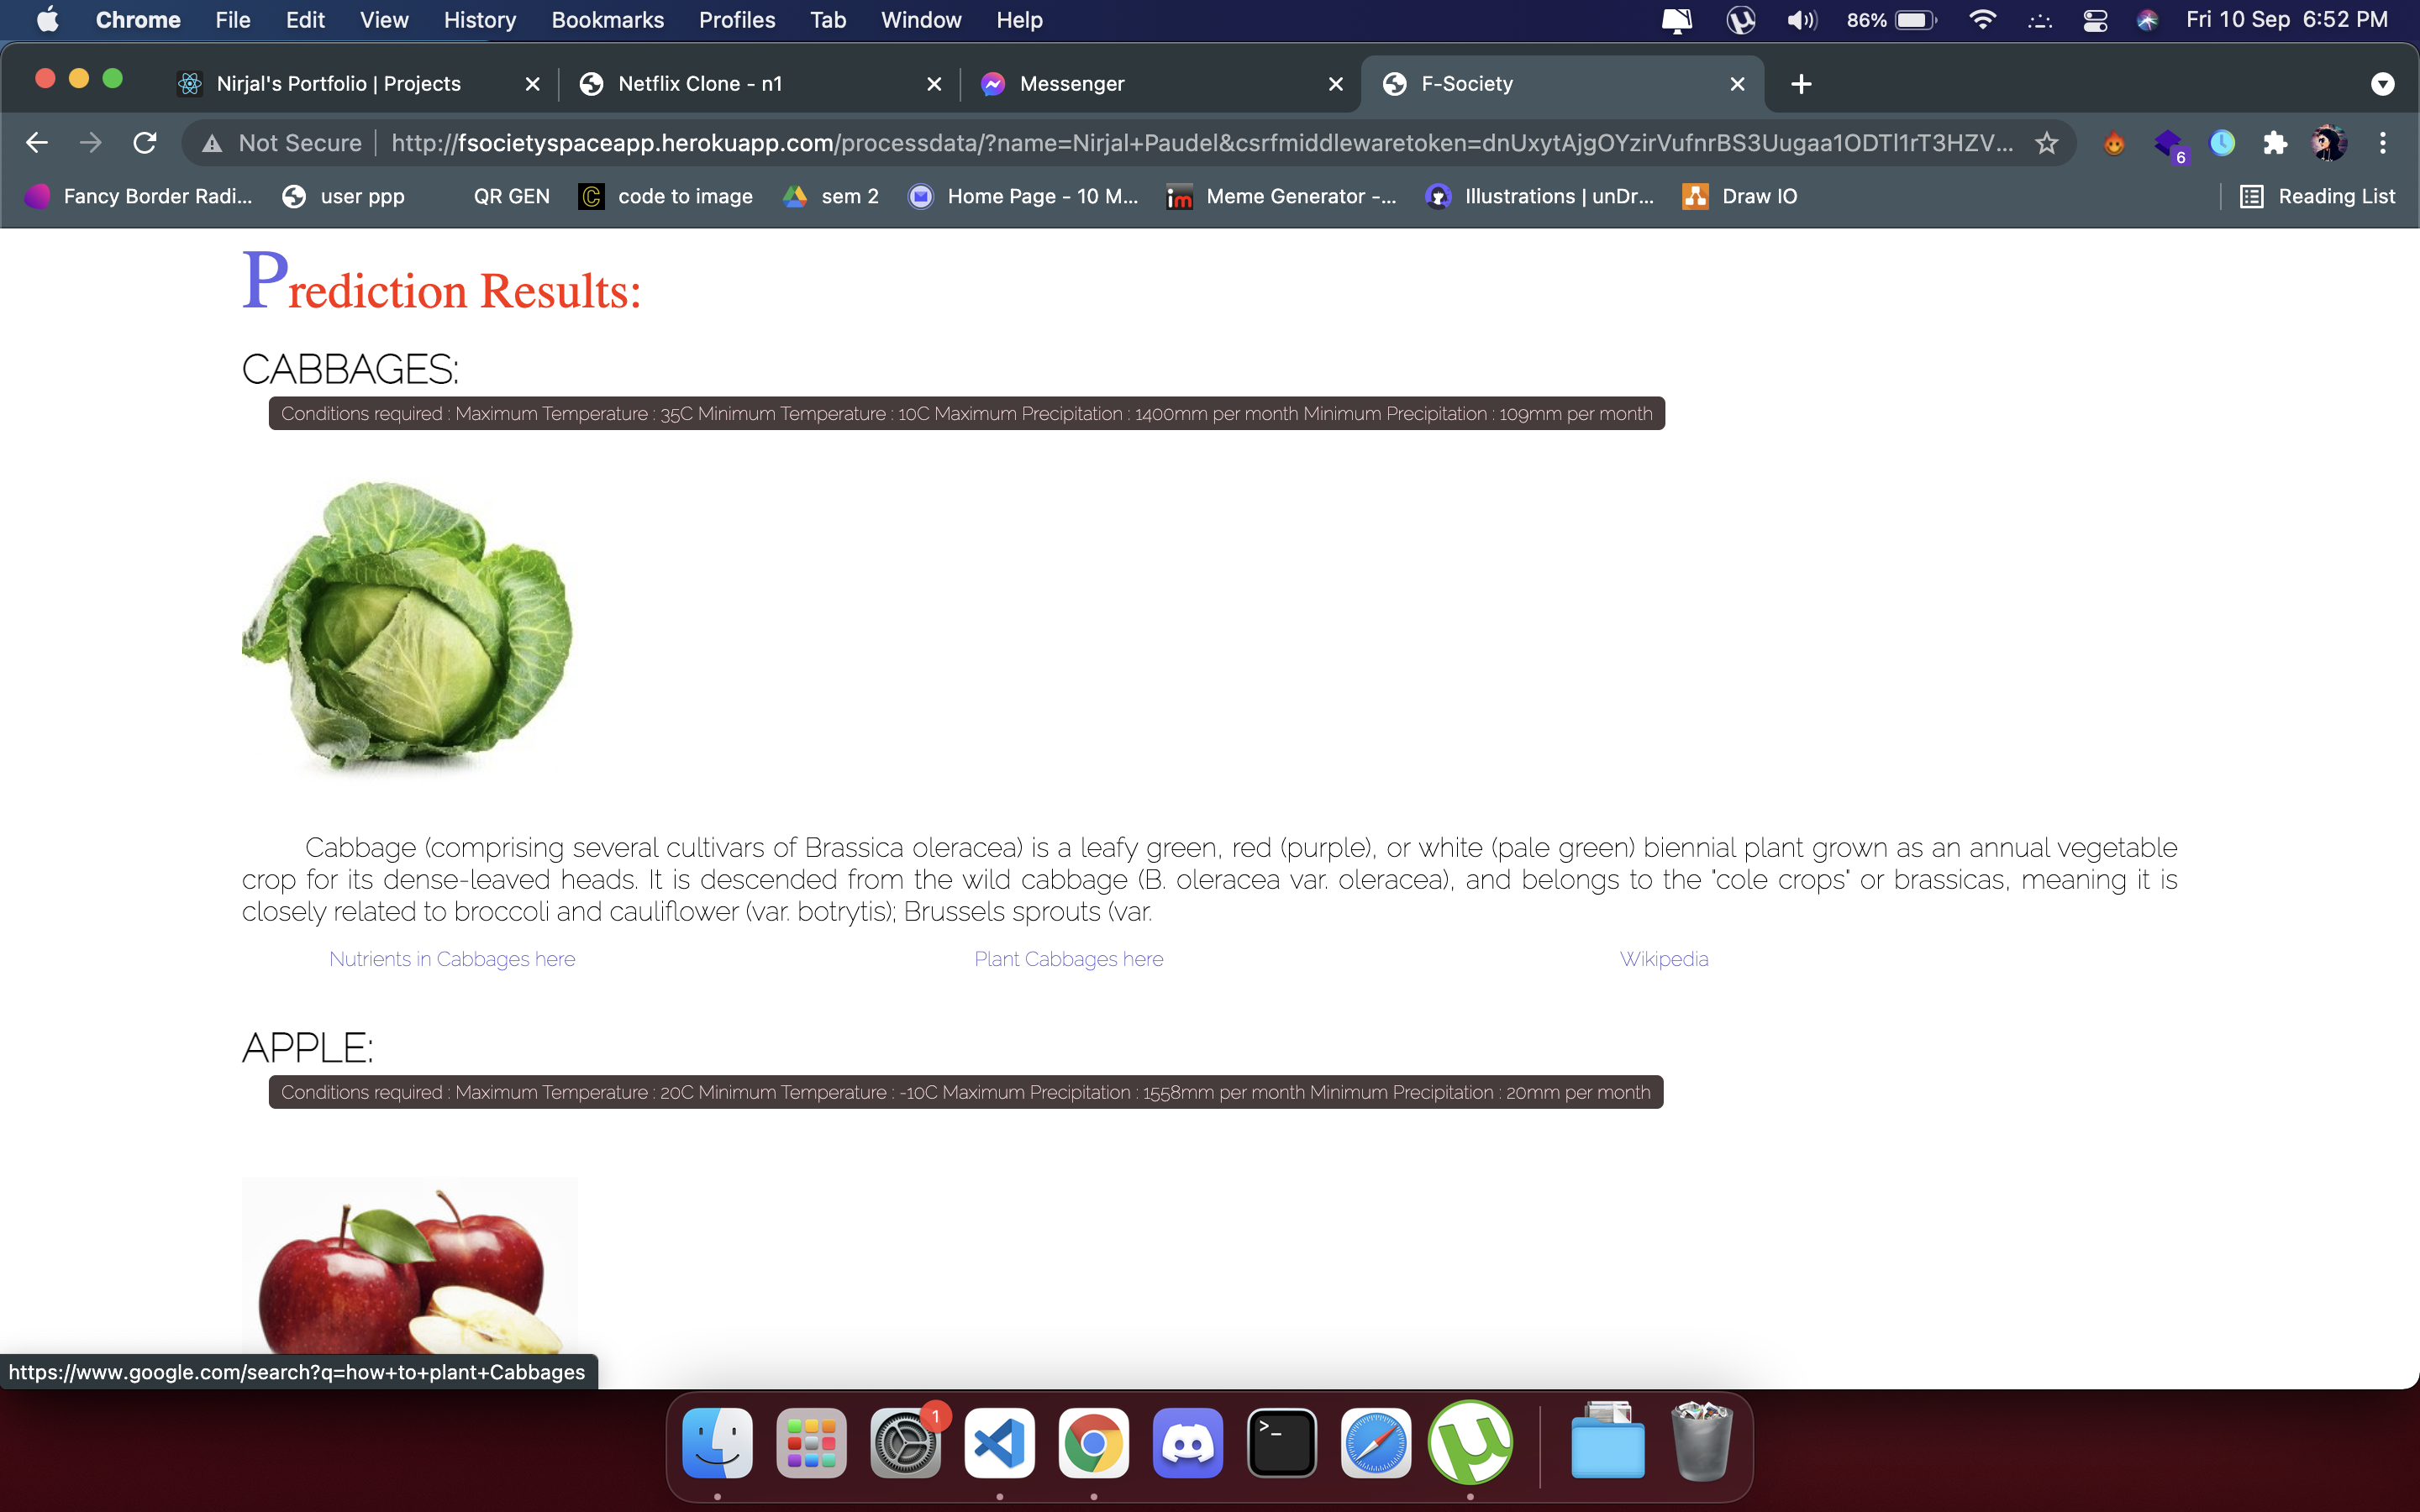 Chrome File Edit View History Bookmarks Profiles Tab Window Help 86% Fri 10 Sep 6:52 PM
Nirjal's Portfolio | Projects Netflix Clone - n1 Messenger F-Society
Not Secure http://fsocietyspaceapp.herokuapp.com/processdata/?name=Nirjal+Paudel&csrfmiddlewaretoken=dnUxytAjgOYzirVufnrBS3Uugaa1ODTl1rT3HZV... 6
Fancy Border Radi... user ppp QR GEN code to image sem 2 Home Page - 10 M... Meme Generator -... Illustrations | unDr... Draw IO Reading List
Prediction Results:
CABBAGES:
Conditions required : Maximum Temperature : 35C Minimum Temperature : 10C Maximum Precipitation : 1400mm per month Minimum Precipitation : 109mm per month
Cabbage (comprising several cultivars of Brassica oleracea) is a leafy green, red (purple), or white (pale green) biennial plant grown as an annual vegetable
crop for its dense-leaved heads. It is descended from the wild cabbage (B. oleracea var. oleracea), and belongs to the "cole crops" or brassicas, meaning it is
closely related to broccoli and cauliflower (var. botrytis); Brussels sprouts (var.
Nutrients in Cabbages here Plant Cabbages here Wikipedia
APPLE:
Conditions required : Maximum Temperature : 20C Minimum Temperature : -10C Maximum Precipitation : 1558mm per month Minimum Precipitation : 20mm per month
https://www.google.com/search?q=how+to+plant+Cabbages
1